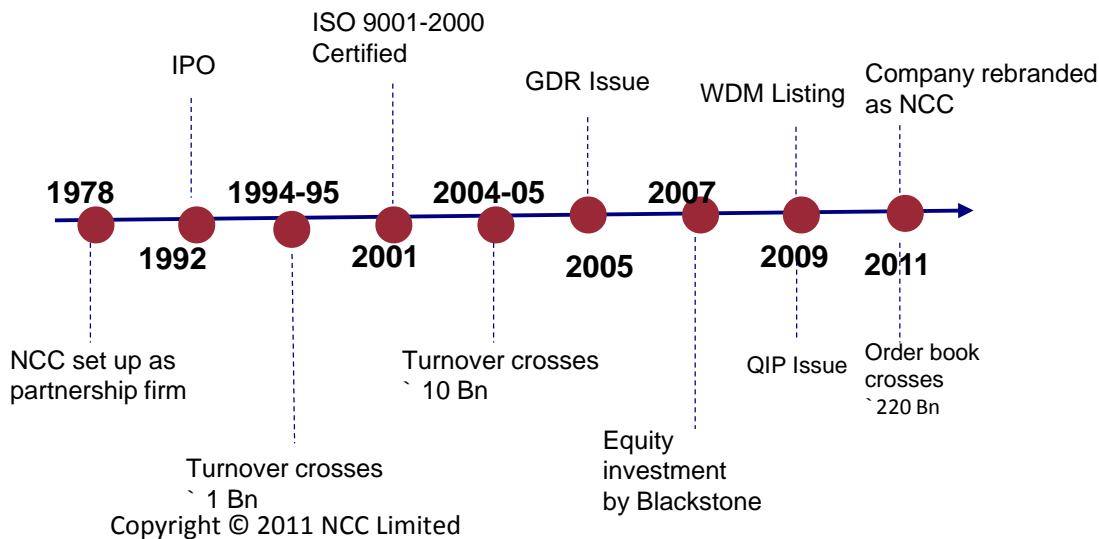 ISO 9001-2000
Certified
IPO
GDR Issue
WDM Listing
Company rebranded
as NCC
1978
1994-95
2004-05
2007
1992
2001
2005
2009
2011
NCC set up as
partnership firm
Turnover crosses
` 10 Bn
QIP Issue
Order book
crosses
`220 Bn
Turnover crosses
` 1 Bn
Equity
investment
by Blackstone
Copyright © 2011 NCC Limited